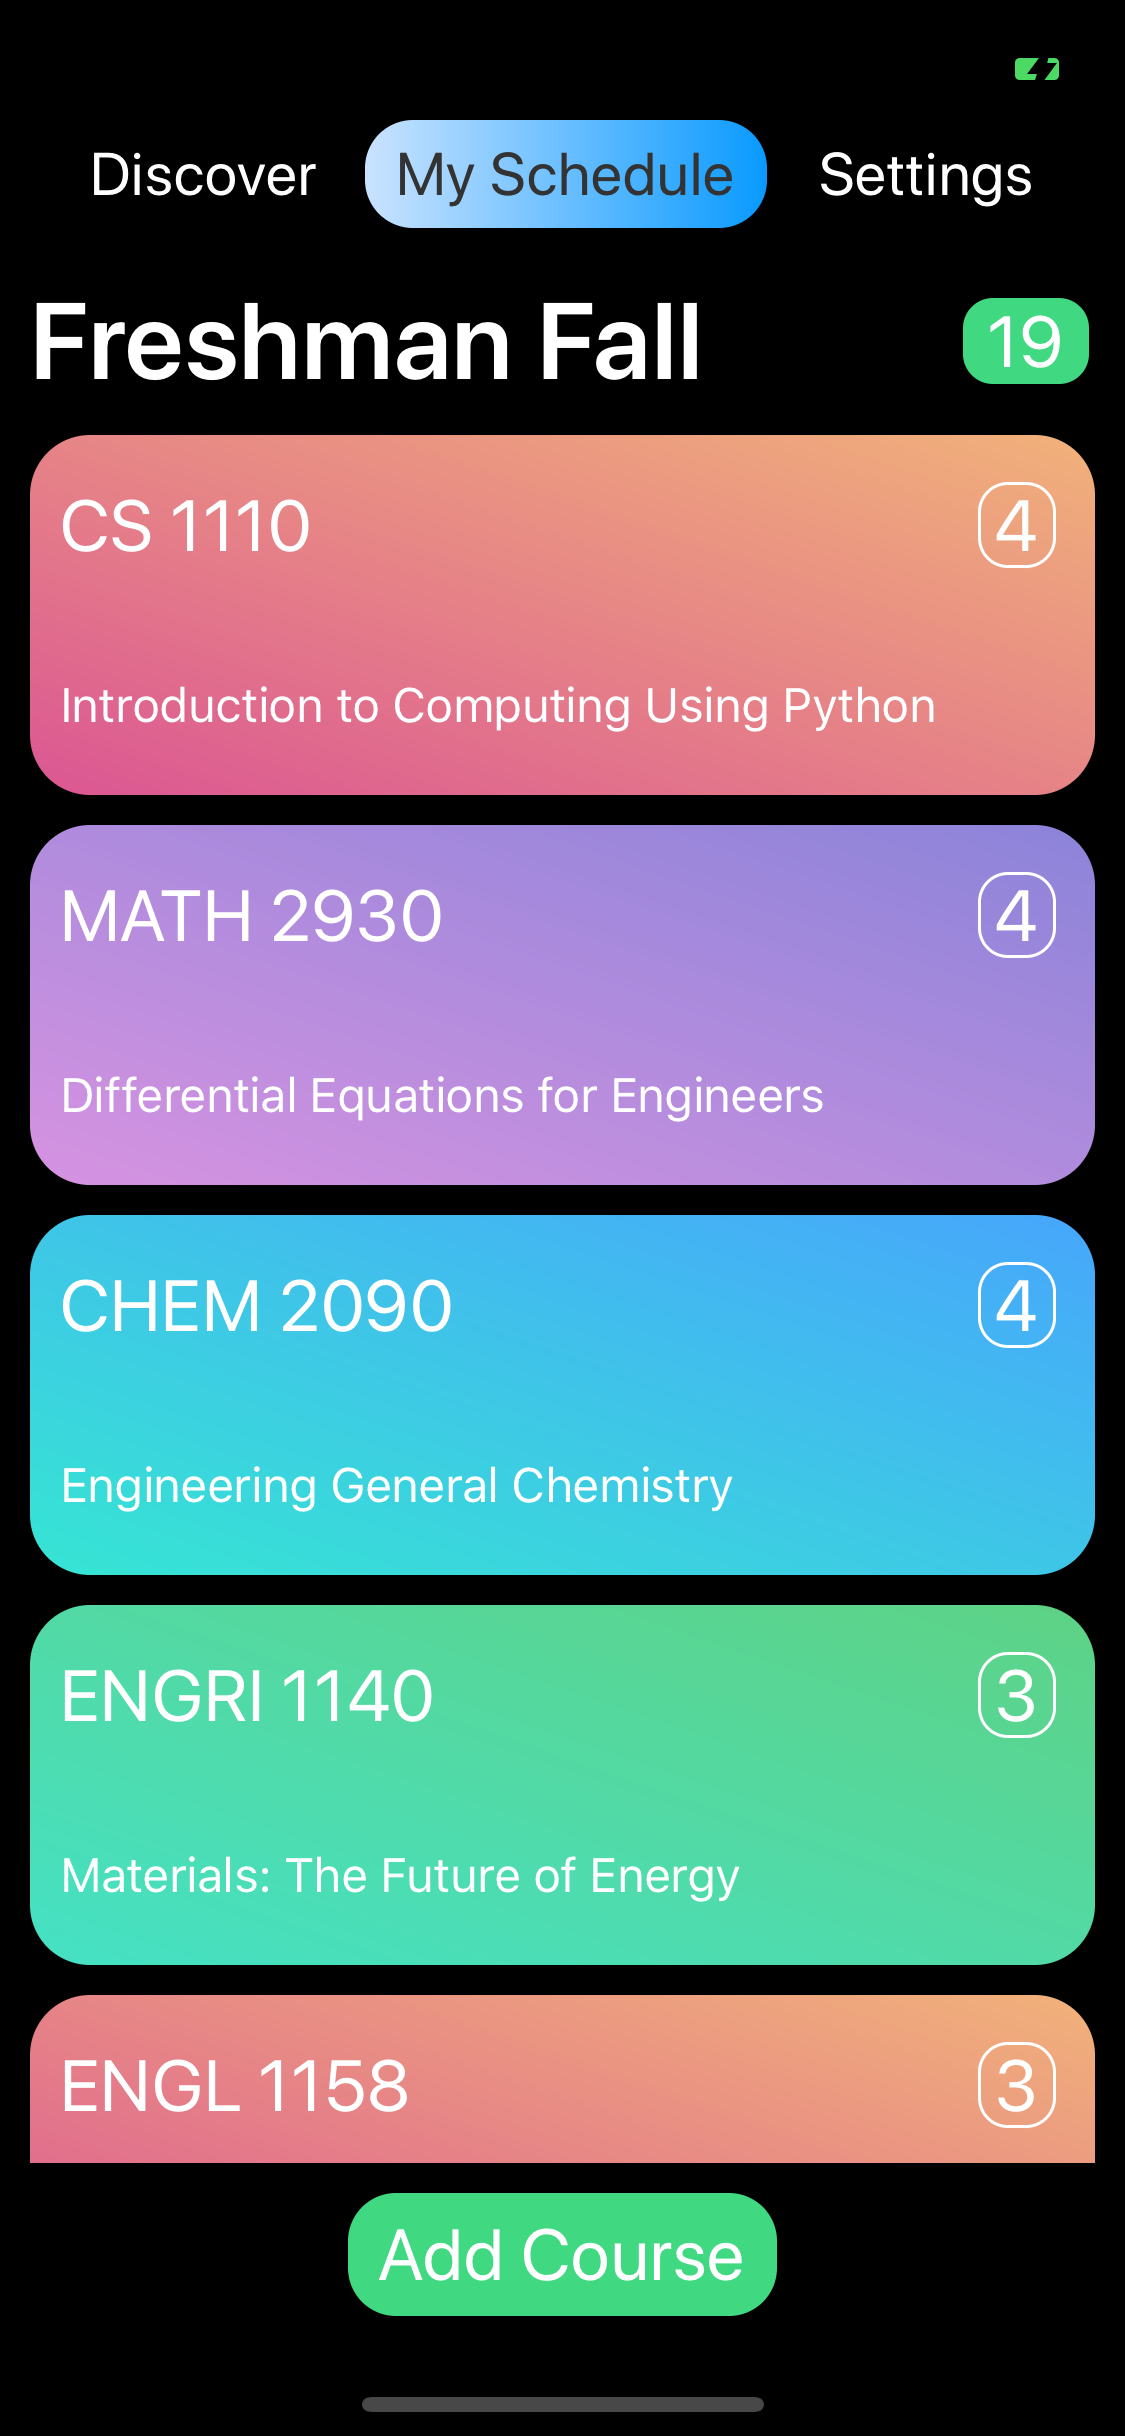 Discover My Schedule Settings
Freshman Fall 19
CS 1110 4
Introduction to Computing Using Python
MATH 2930 4
Differential Equations for Engineers
CHEM 2090 4
Engineering General Chemistry
ENGRI 1140 3
Materials: The Future of Energy
ENGL 1158 3
Add Course